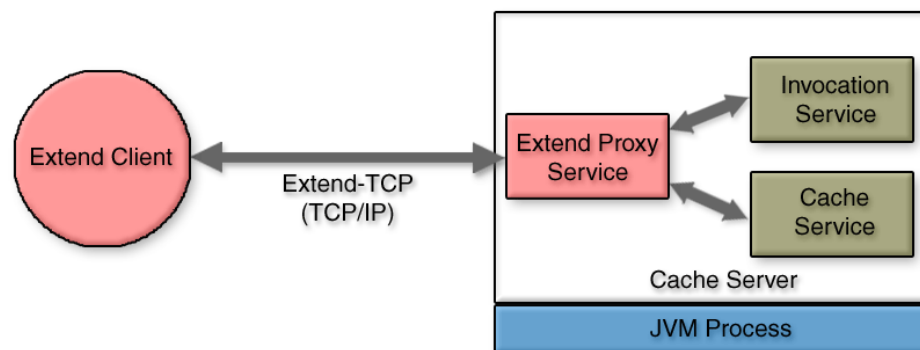 Extend Client
Extend-TCP
(TCP/IP)
Extend Proxy
Service
Invocation
Service
Cache
Service
Cache Server
JVM Process